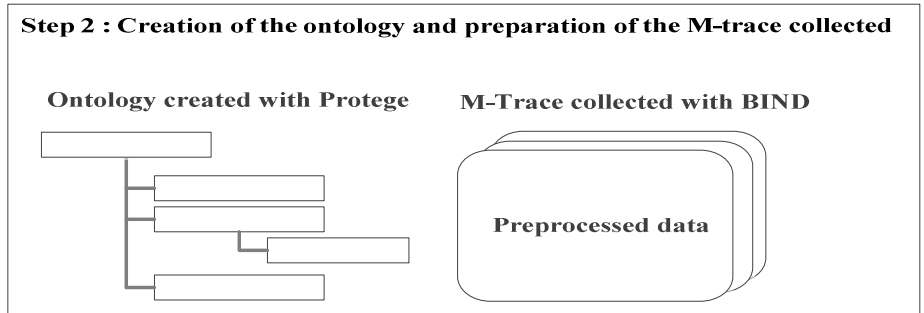 Step 2 : Creation of the ontology and preparation of the M-trace collected
Ontology created with Protege
M-Trace collected with BIND
Preprocessed data